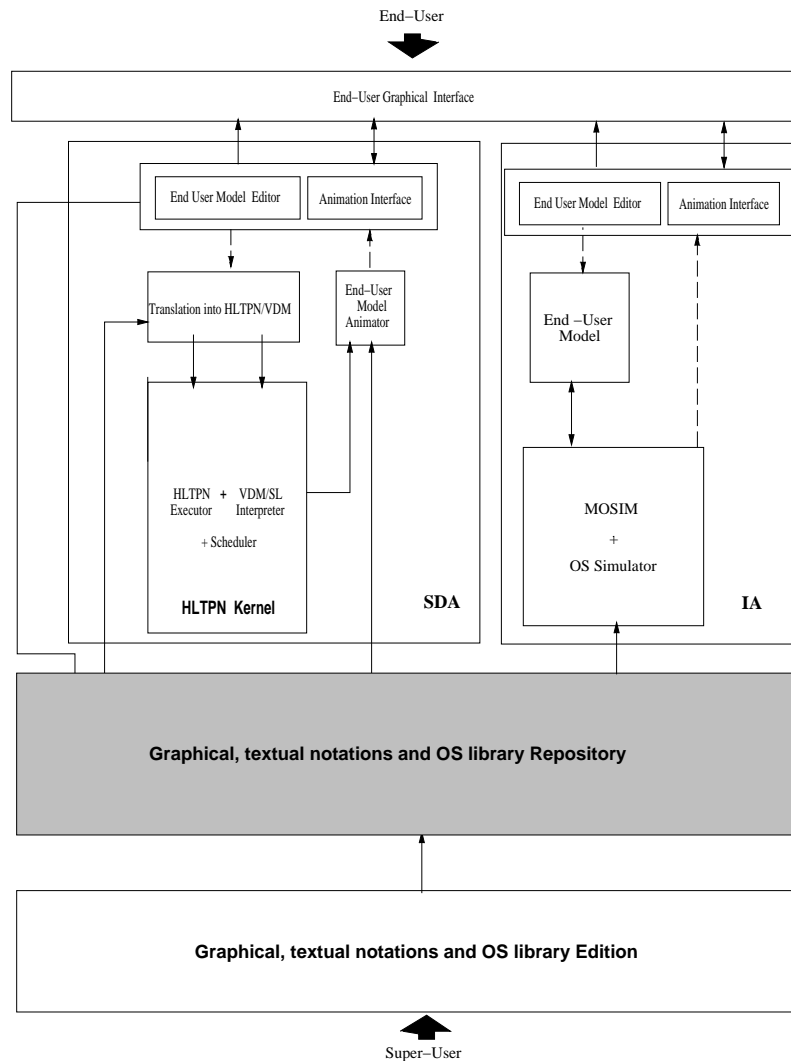 End−User
End−User Graphical Interface
End User Model Editor
Animation Interface
End User Model Editor
Animation Interface
Translation into HLTPN/VDM
End−User
Model
Animator
End −User
Model
HLTPN + VDM/SL
Executor Interpreter
+ Scheduler
HLTPN Kernel
SDA
MOSIM
+
OS Simulator
IA
Graphical, textual notations and OS library Repository
Graphical, textual notations and OS library Edition
Super−User